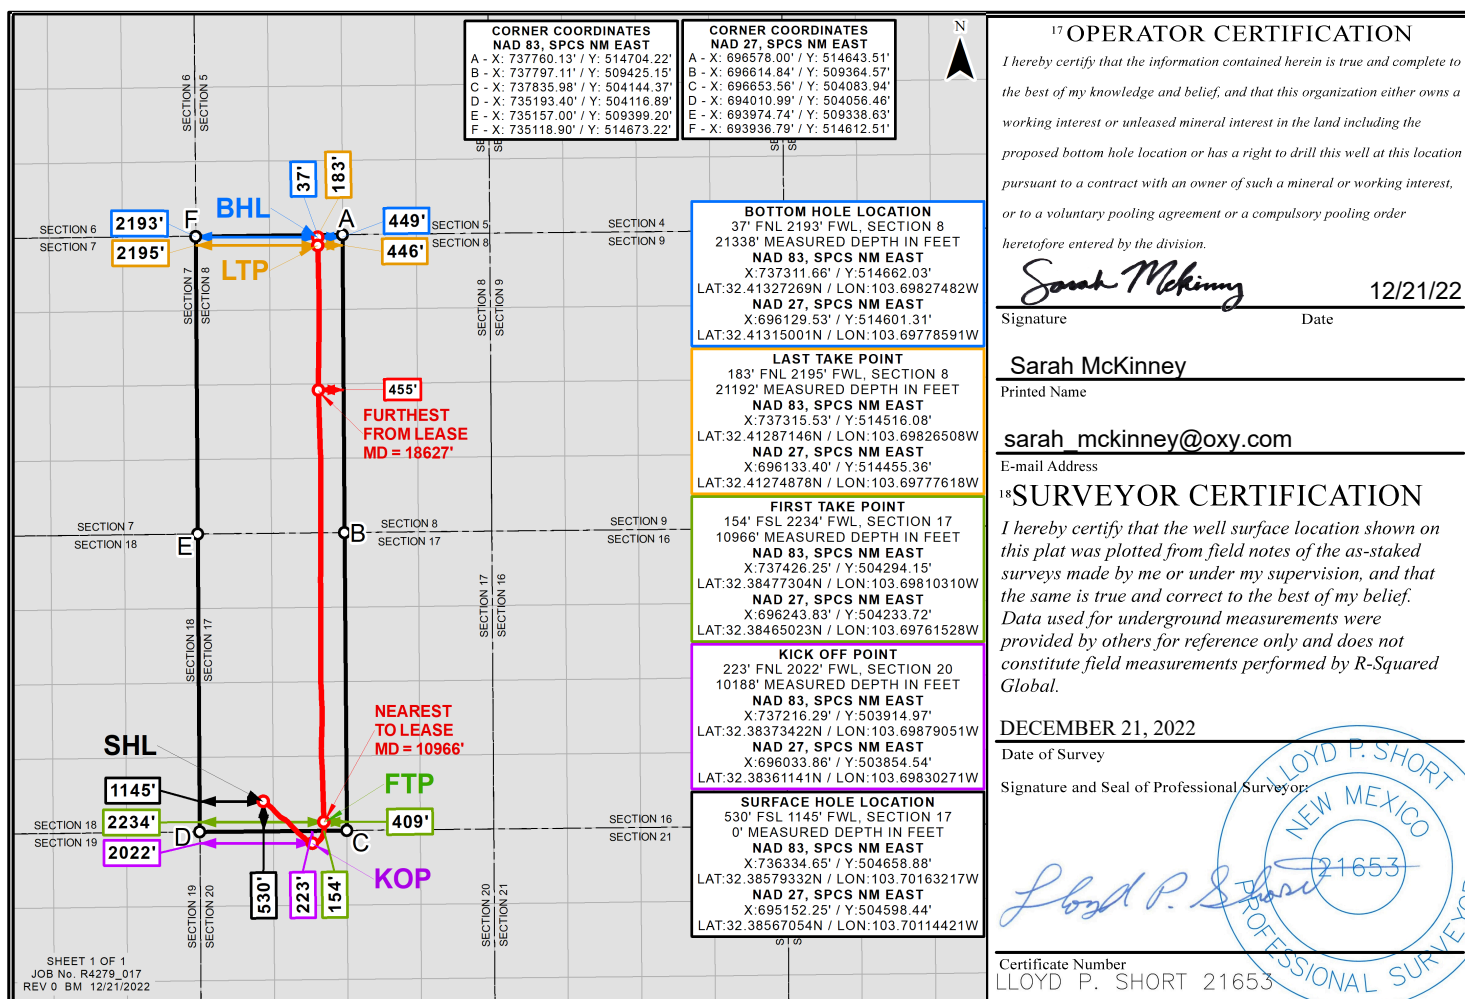 CORNER COORDINATES
NAD 83, SPCS NM EAST
A - X: 737760.13' / Y: 514704.22'
B - X: 737797.11' / Y: 509425.15'
C - X: 737835.98' / Y: 504144.37'
D - X: 735193.40' / Y: 504116.89'
E - X: 735157.00' / Y: 509399.20'
F - X: 735118.90' / Y: 514673.22'
CORNER COORDINATES
NAD 27, SPCS NM EAST
A - X: 696578.00' / Y: 514643.51'
B - X: 696614.84' / Y: 509364.57'
C - X: 696653.56' / Y: 504083.94'
D - X: 694010.99' / Y: 504056.46'
E - X: 693974.74' / Y: 509338.63'
F - X: 693936.79' / Y: 514612.51'
N
SECTION 6
SECTION 5
37'
183'
2193'
F
BHL
A
449'
SECTION 5
SECTION 4
SECTION 6
SECTION 7
2195'
LTP
446'
SECTION 8
SECTION 9
SECTION 7
SECTION 8
SECTION 8
SECTION 9
455'
FURTHEST
FROM LEASE
MD = 18627'
SECTION 7
SECTION 18
E
B
SECTION 8
SECTION 17
SECTION 9
SECTION 16
SECTION 17
SECTION 16
SECTION 18
SECTION 17
NEAREST
TO LEASE
MD = 10966'
SHL
FTP
1145'
2234'
409'
SECTION 18
SECTION 19
D
C
SECTION 16
SECTION 21
2022'
KOP
530'
223'
154'
SECTION 19
SECTION 20
SECTION 20
SECTION 21
SHEET 1 OF 1
JOB No. R4279_017
REV 0 BM 12/21/2022
BOTTOM HOLE LOCATION
37' FNL 2193' FWL, SECTION 8
21338' MEASURED DEPTH IN FEET
NAD 83, SPCS NM EAST
X:737311.66' / Y:514662.03'
LAT:32.41327269N / LON:103.69827482W
NAD 27, SPCS NM EAST
X:696129.53' / Y:514601.31'
LAT:32.41315001N / LON:103.69778591W
LAST TAKE POINT
183' FNL 2195' FWL, SECTION 8
21192' MEASURED DEPTH IN FEET
NAD 83, SPCS NM EAST
X:737315.53' / Y:514516.08'
LAT:32.41287146N / LON:103.69826508W
NAD 27, SPCS NM EAST
X:696133.40' / Y:514455.36'
LAT:32.41274878N / LON:103.69777618W
FIRST TAKE POINT
154' FSL 2234' FWL, SECTION 17
10966' MEASURED DEPTH IN FEET
NAD 83, SPCS NM EAST
X:737426.25' / Y:504294.15'
LAT:32.38477304N / LON:103.69810310W
NAD 27, SPCS NM EAST
X:696243.83' / Y:504233.72'
LAT:32.38465023N / LON:103.69761528W
KICK OFF POINT
223' FNL 2022' FWL, SECTION 20
10188' MEASURED DEPTH IN FEET
NAD 83, SPCS NM EAST
X:737216.29' / Y:503914.97'
LAT:32.38373422N / LON:103.69879051W
NAD 27, SPCS NM EAST
X:696033.86' / Y:503854.54'
LAT:32.38361141N / LON:103.69830271W
SURFACE HOLE LOCATION
530' FSL 1145' FWL, SECTION 17
0' MEASURED DEPTH IN FEET
NAD 83, SPCS NM EAST
X:736334.65' / Y:504658.88'
LAT:32.38579332N / LON:103.70163217W
NAD 27, SPCS NM EAST
X:695152.25' / Y:504598.44'
LAT:32.38567054N / LON:103.70114421W
17 OPERATOR CERTIFICATION
I hereby certify that the information contained herein is true and complete to
the best of my knowledge and belief, and that this organization either owns a
working interest or unleased mineral interest in the land including the
proposed bottom hole location or has a right to drill this well at this location
pursuant to a contract with an owner of such a mineral or working interest,
or to a voluntary pooling agreement or a compulsory pooling order
heretofore entered by the division.
Sarah McKinney 12/21/22
Signature Date
Sarah McKinney
Printed Name
sarah_mckinney@oxy.com
E-mail Address
18 SURVEYOR CERTIFICATION
I hereby certify that the well surface location shown on
this plat was plotted from field notes of the as-staked
surveys made by me or under my supervision, and that
the same is true and correct to the best of my belief.
Data used for underground measurements were
provided by others for reference only and does not
constitute field measurements performed by R-Squared
Global.
DECEMBER 21, 2022
Date of Survey
Signature and Seal of Professional Surveyor:
LLOYD P. SHORT
NEW MEXICO
21653
PROFESSIONAL SURVEYOR
Lloyd P. Short
Certificate Number
LLOYD P. SHORT 21653